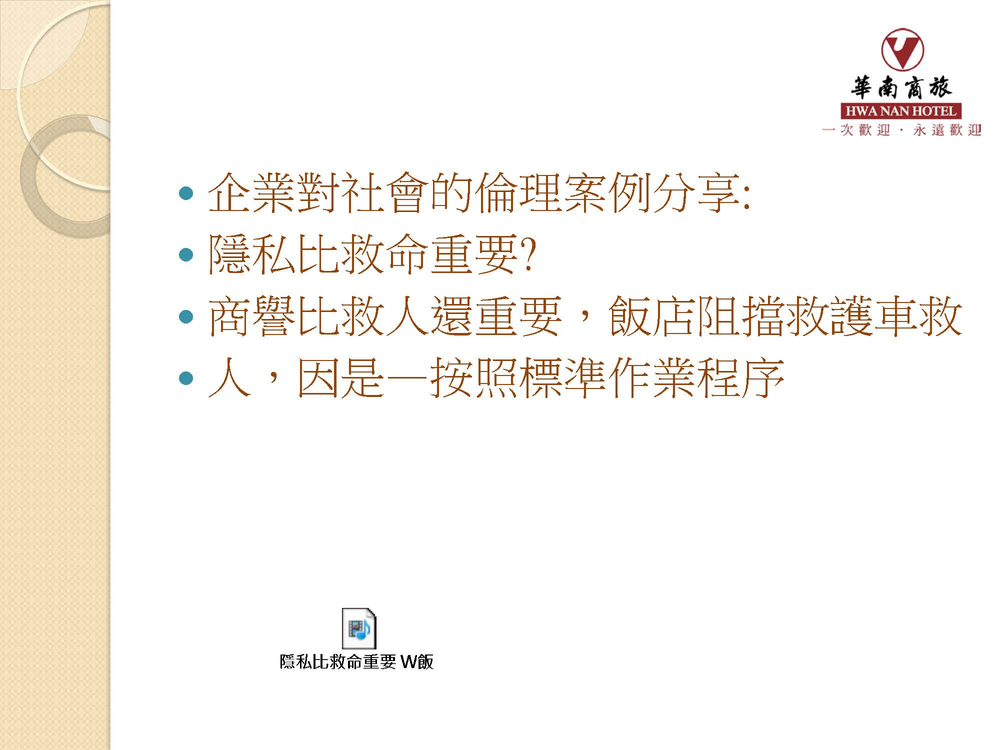 華南商旅
HWA NAN HOTEL
一次歡迎・永遠歡迎
企業對社會的倫理案例分享:
隱私比救命重要?
商譽比救人還重要，飯店阻擋救護車救
人，因是—按照標準作業程序
隱私比救命重要 W飯